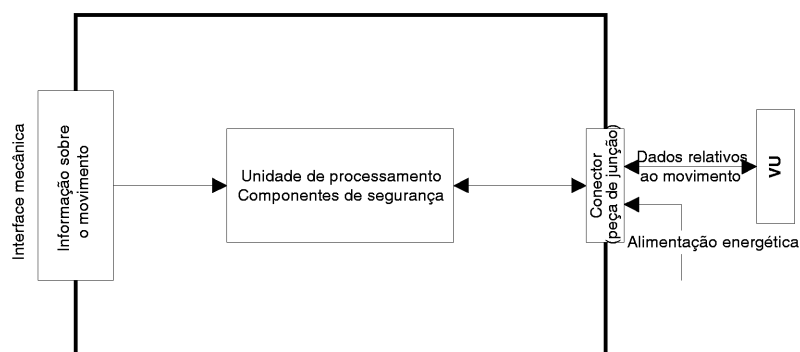 Interface mecânica
Informação sobre
o movimento
Unidade de processamento
Componentes de segurança
Conector
(peça de junção)
Dados relativos
ao movimento
VU
Alimentação energética